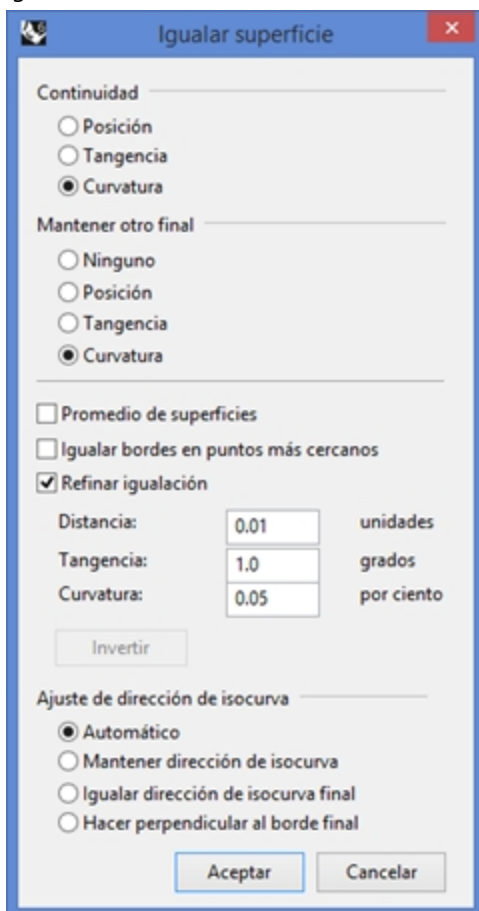 Igualar superficie
Continuidad
Posición
Tangencia
Curvatura
Mantener otro final
Ninguno
Posición
Tangencia
Curvatura
Promedio de superficies
Igualar bordes en puntos más cercanos
Refinar igualación
Distancia: 0.01 unidades
Tangencia: 1.0 grados
Curvatura: 0.05 por ciento
Invertir
Ajuste de dirección de isocurva
Automático
Mantener dirección de isocurva
Igualar dirección de isocurva final
Hacer perpendicular al borde final
Aceptar Cancelar